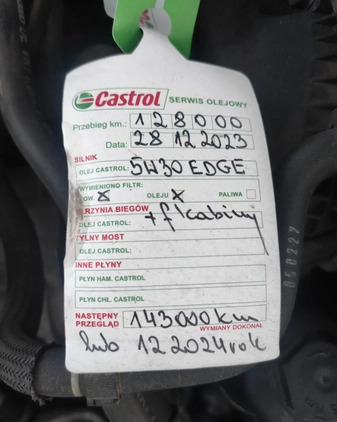 Castrol SERWIS OLEJOWY
Przebieg km.: 128000
Data: 28 12 2023
SILNIK
OLEJ CASTROL: 5W30 EDGE
WYMIENIONO FILTR:
POW. X OLEJU X PALIWA
SKRZYNIA BIEGÓW
OLEJ CASTROL: + f. kabiny
TYLNY MOST
OLEJ CASTROL:
INNE PŁYNY
PŁYN HAM. CASTROL
PŁYN CHŁ. CASTROL
NASTĘPNY
PRZEGLĄD 143000km
WYMIANY DOKONAŁ
lub 12 2024 rok